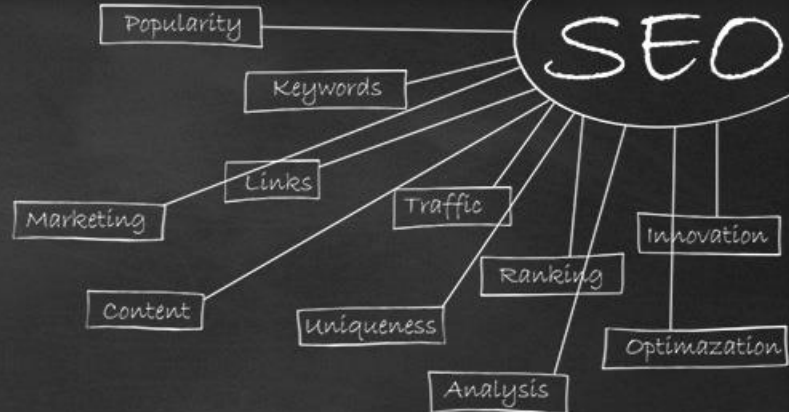 SEO
Popularity
Keywords
Links
Marketing
Traffic
Innovation
Ranking
Content
Uniqueness
Optimazation
Analysis